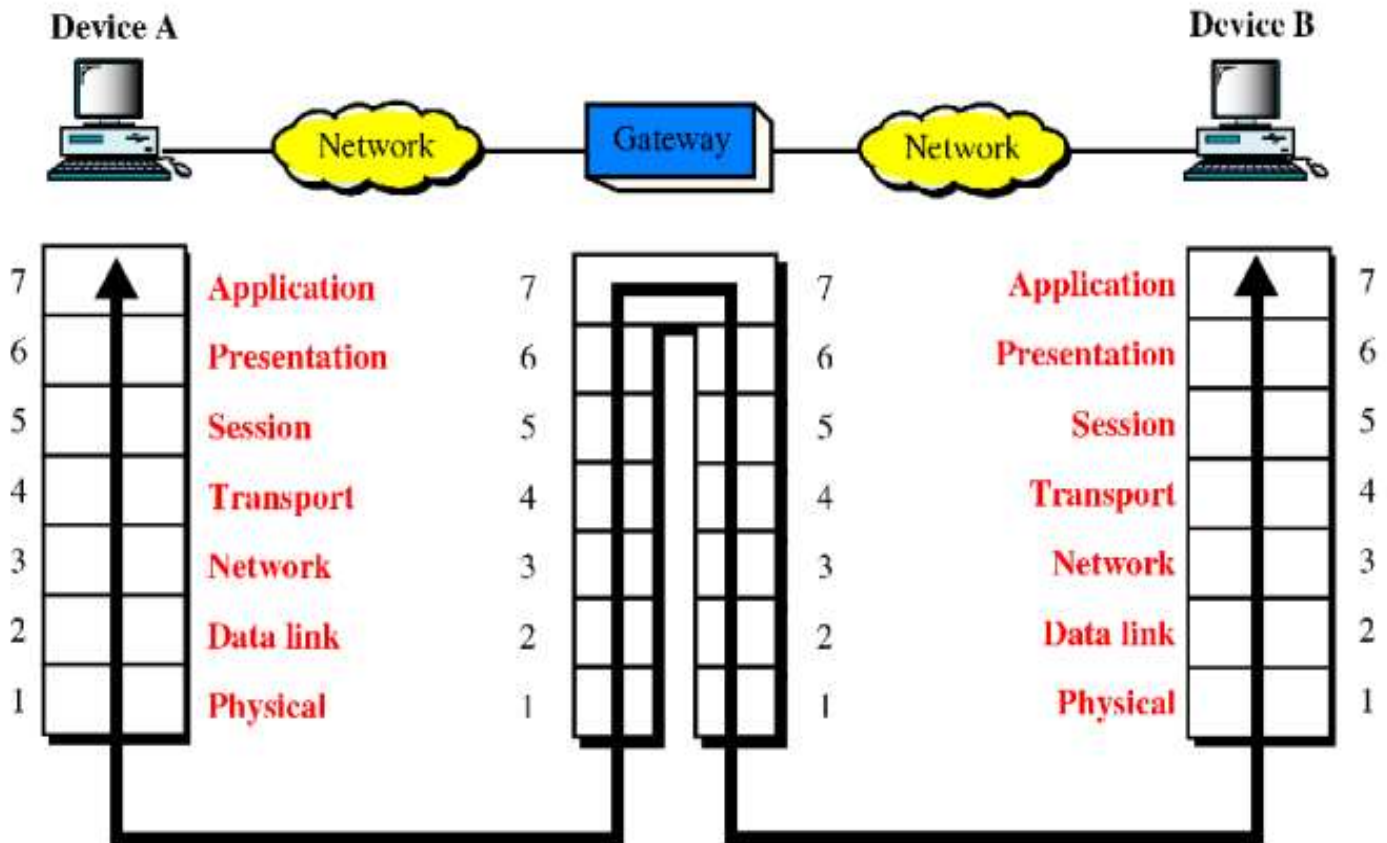 Device A
Device B
Network
Gateway
Network
7 Application 7 7 Application 7
6 Presentation 6 6 Presentation 6
5 Session 5 5 Session 5
4 Transport 4 4 Transport 4
3 Network 3 3 Network 3
2 Data link 2 2 Data link 2
1 Physical 1 1 Physical 1